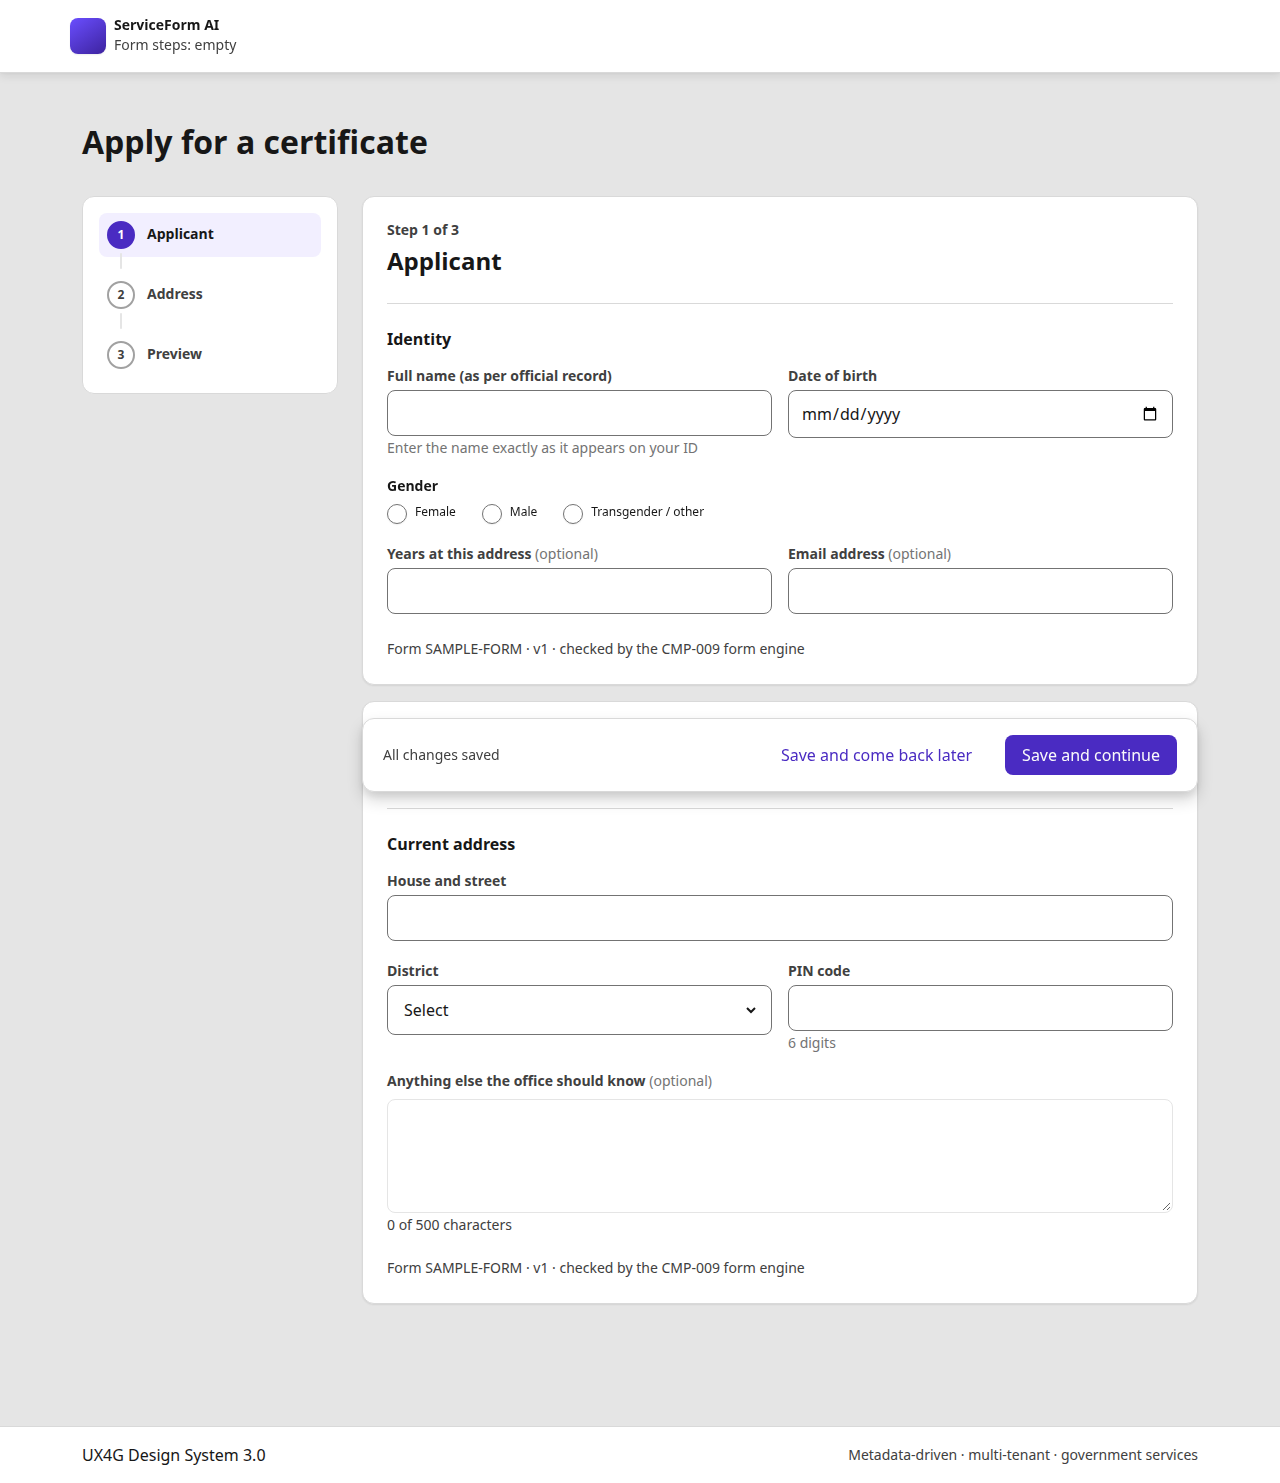 ServiceForm AI
Form steps: empty
Apply for a certificate
1 Applicant
2 Address
3 Preview
Step 1 of 3
Applicant
Identity
Full name (as per official record)
Date of birth
mm/dd/yyyy
Enter the name exactly as it appears on your ID
Gender
Female Male Transgender / other
Years at this address (optional)
Email address (optional)
Form SAMPLE-FORM · v1 · checked by the CMP-009 form engine
All changes saved
Save and come back later
Save and continue
Current address
House and street
District
PIN code
Select
6 digits
Anything else the office should know (optional)
0 of 500 characters
Form SAMPLE-FORM · v1 · checked by the CMP-009 form engine
UX4G Design System 3.0
Metadata-driven · multi-tenant · government services